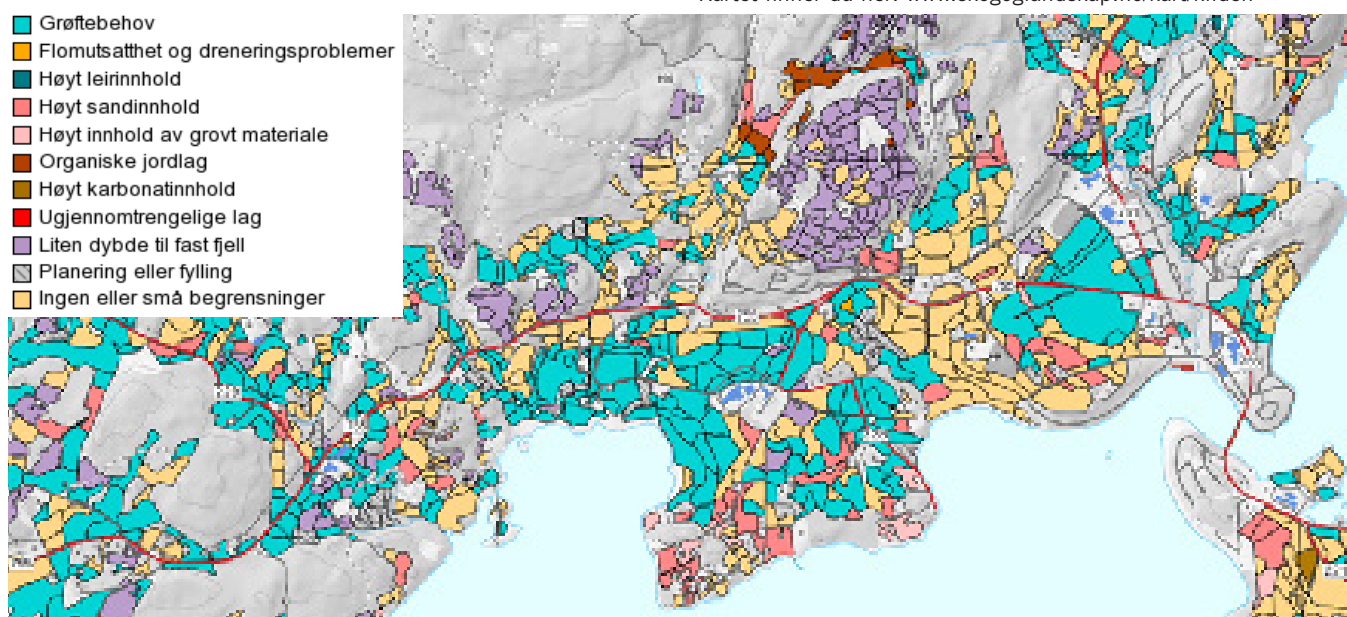 Grøftebehov
Flomutsatthet og dreneringsproblemer
Høyt leirinnhold
Høyt sandinnhold
Høyt innhold av grovt materiale
Organiske jordlag
Høyt karbonatinnhold
Ugjennomtrengelige lag
Liten dybde til fast fjell
Planering eller fylling
Ingen eller små begrensninger